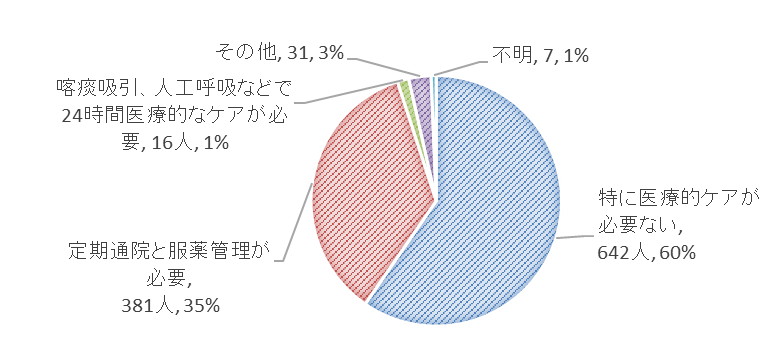 その他, 31, 3%
不明, 7, 1%
喀痰吸引、人工呼吸などで
24時間医療的なケアが必
要, 16人, 1%
特に医療的ケアが
必要ない,
642人, 60%
定期通院と服薬管理が
必要,
381人, 35%